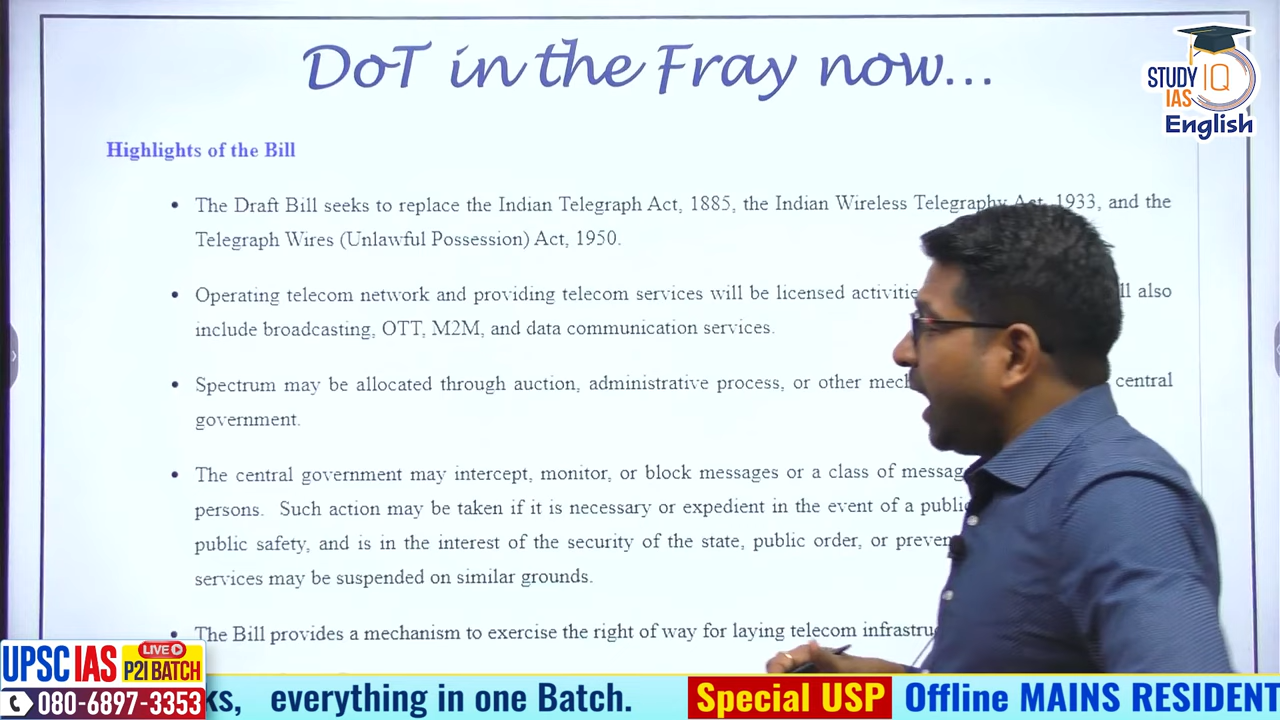 DoT in the Fray now...
STUDY IQ
IAS
English
Highlights of the Bill
• The Draft Bill seeks to replace the Indian Telegraph Act, 1885, the Indian Wireless Telegraphy Act, 1933, and the
Telegraph Wires (Unlawful Possession) Act, 1950.
• Operating telecom network and providing telecom services will be licensed also
include broadcasting, OTT, M2M, and data communication services.
• Spectrum may be allocated through auction, administrative process, or other central
government.
• The central government may intercept, monitor, or block messages or a class of
persons. Such action may be taken if it is necessary or expedient in the event of a public
public safety, and is in the interest of the security of the state, public order, or
services may be suspended on similar grounds.
• The Bill provides a mechanism to exercise the right of way for laying telecom
UPSC IAS LIVE P2I BATCH
080-6897-3353
ks, everything in one Batch. Special USP Offline MAINS RESIDENT